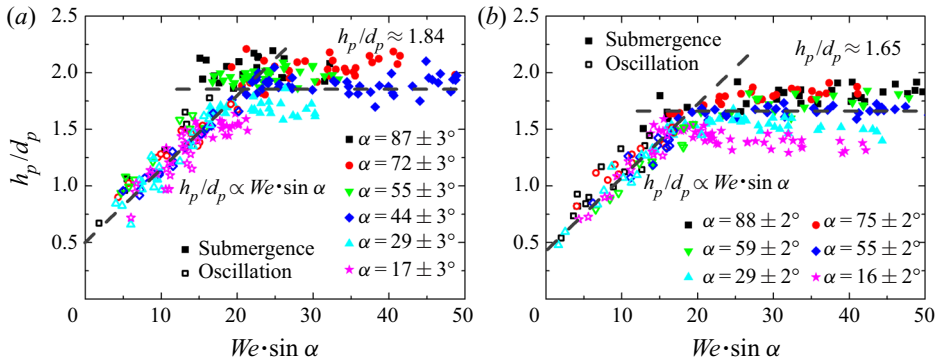 (a)
h_p/d_p ≈ 1.84
2.5
2.0
1.5
1.0
0.5
h_p/d_p
h_p/d_p ∝ We·sin α
Submergence
Oscillation
α = 87 ± 3°
α = 72 ± 3°
α = 55 ± 3°
α = 44 ± 3°
α = 29 ± 3°
α = 17 ± 3°
0 10 20 30 40 50
We·sin α
(b)
Submergence
Oscillation
h_p/d_p ≈ 1.65
2.5
2.0
1.5
1.0
0.5
h_p/d_p ∝ We·sin α
α = 88 ± 2° α = 75 ± 2°
α = 59 ± 2° α = 55 ± 2°
α = 29 ± 2° α = 16 ± 2°
0 10 20 30 40 50
We·sin α